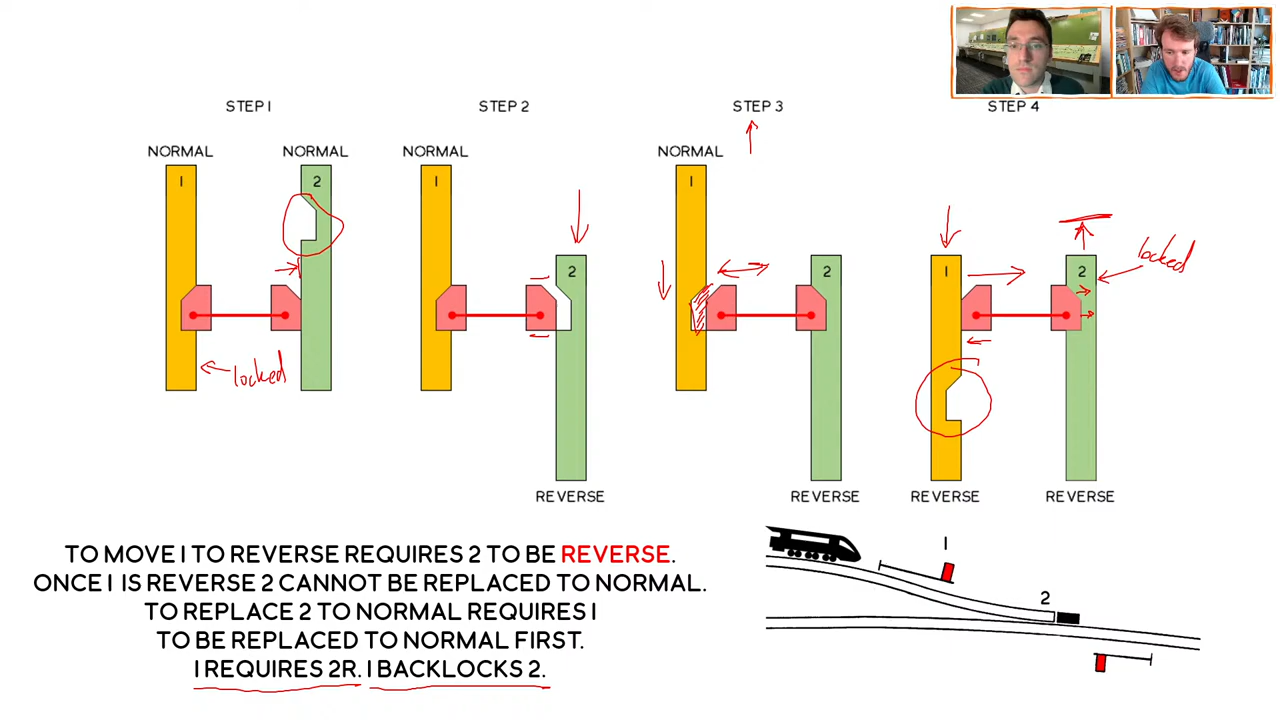 STEP 1
STEP 2
STEP 3
STEP 4
NORMAL
NORMAL
NORMAL
NORMAL
1
2
1
2
1
2
1
2
locked
locked
REVERSE
REVERSE
REVERSE
REVERSE
TO MOVE 1 TO REVERSE REQUIRES 2 TO BE REVERSE.
ONCE 1 IS REVERSE 2 CANNOT BE REPLACED TO NORMAL.
TO REPLACE 2 TO NORMAL REQUIRES 1
TO BE REPLACED TO NORMAL FIRST.
1 REQUIRES 2R. 1 BACKLOCKS 2.
1
2